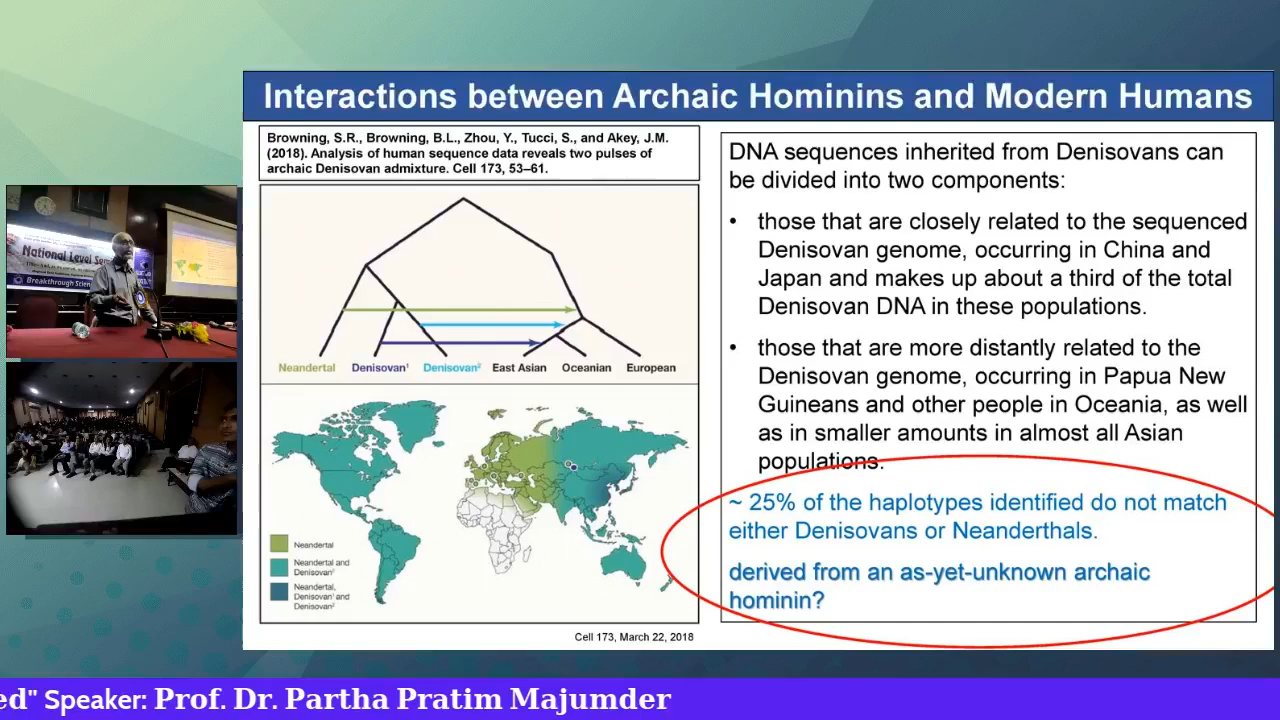 Interactions between Archaic Hominins and Modern Humans
Browning, S.R., Browning, B.L., Zhou, Y., Tucci, S., and Akey, J.M.
(2018). Analysis of human sequence data reveals two pulses of
archaic Denisovan admixture. Cell 173, 53–61.
Neandertal Denisovan¹ Denisovan² East Asian Oceanian European
Neandertal
Neandertal and
Denisovan²
Neandertal,
Denisovan¹ and
Denisovan²
Cell 173, March 22, 2018
DNA sequences inherited from Denisovans can
be divided into two components:
• those that are closely related to the sequenced
Denisovan genome, occurring in China and
Japan and makes up about a third of the total
Denisovan DNA in these populations.
• those that are more distantly related to the
Denisovan genome, occurring in Papua New
Guineans and other people in Oceania, as well
as in smaller amounts in almost all Asian
populations.
~ 25% of the haplotypes identified do not match
either Denisovans or Neanderthals.
derived from an as-yet-unknown archaic
hominin?
National Level Se
Breakthrough Scien
ed" Speaker: Prof. Dr. Partha Pratim Majumder